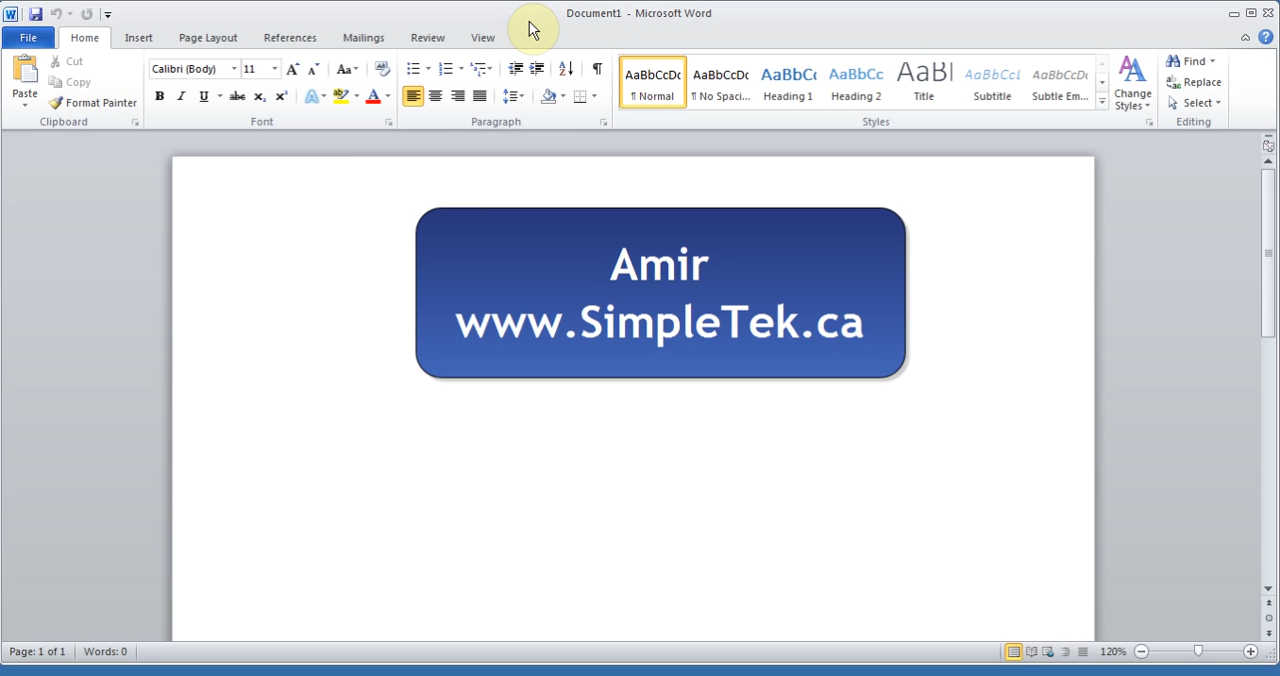 Document1 - Microsoft Word
File Home Insert Page Layout References Mailings Review View
Paste
Cut
Copy
Format Painter
Clipboard
Calibri (Body) 11
Font
Paragraph
AaBbCcDc AaBbCcDc AaBbCc AaBbCc AaBl AaBbCcL AaBbCcDc
¶ Normal ¶ No Spaci... Heading 1 Heading 2 Title Subtitle Subtle Em...
Change
Styles
Styles
Find
Replace
Select
Editing
Amir
www.SimpleTek.ca
Page: 1 of 1 Words: 0 120%